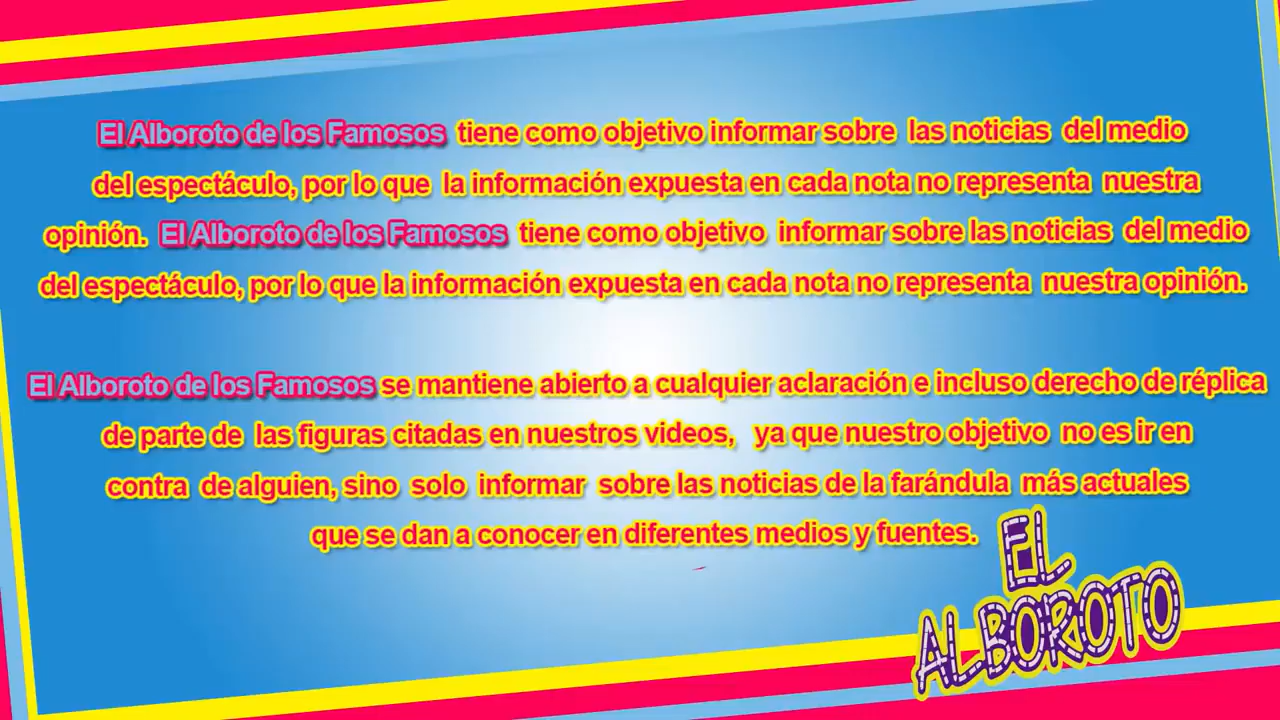 El Alboroto de los Famosos tiene como objetivo informar sobre las noticias del medio
del espectáculo, por lo que la información expuesta en cada nota no representa nuestra
opinión. El Alboroto de los Famosos tiene como objetivo informar sobre las noticias del medio
del espectáculo, por lo que la información expuesta en cada nota no representa nuestra opinión.
El Alboroto de los Famosos se mantiene abierto a cualquier aclaración e incluso derecho de réplica
de parte de las figuras citadas en nuestros videos, ya que nuestro objetivo no es ir en
contra de alguien, sino solo informar sobre las noticias de la farándula más actuales
que se dan a conocer en diferentes medios y fuentes.
EL
ALBOROTO